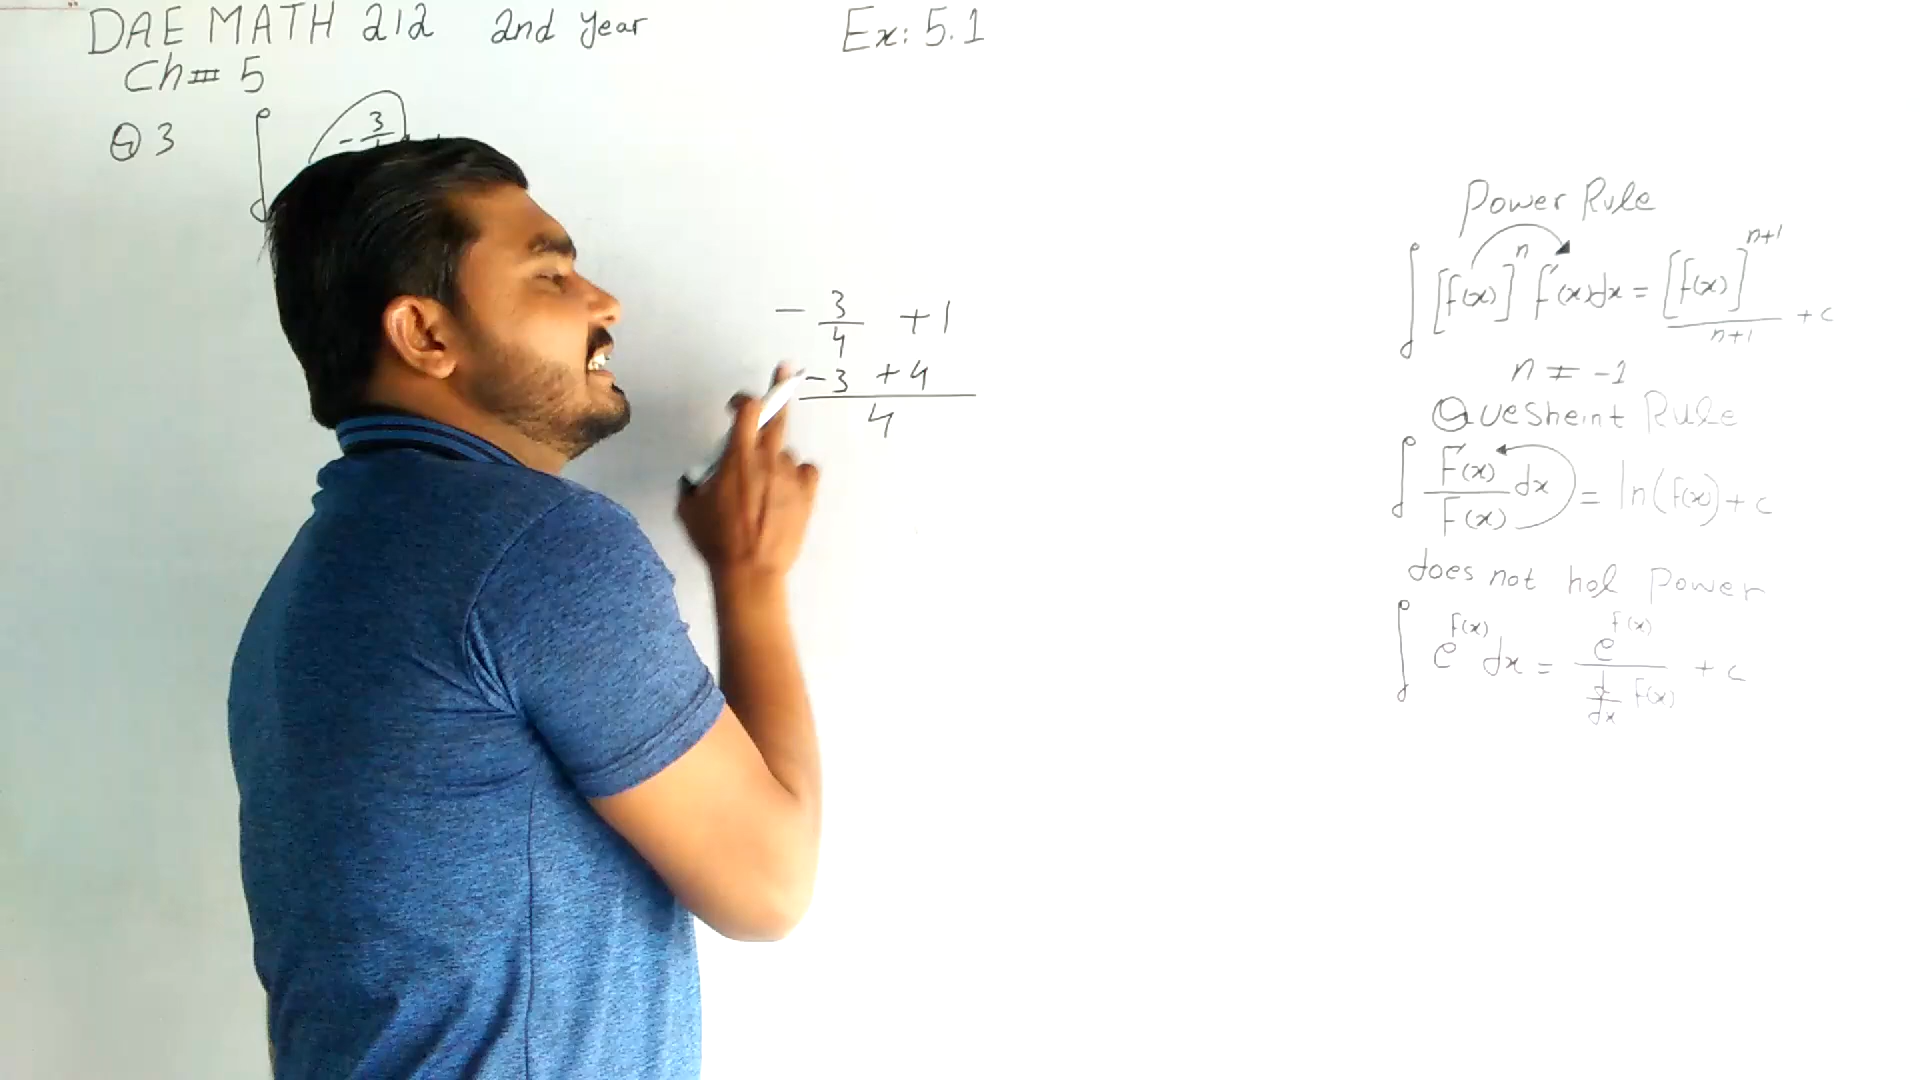 DAE MATH 212 2nd year Ex: 5.1
Ch # 5
Q 3 ∫ -3
- 3/4 + 1
-3 + 4
4
Power Rule
∫ [f(x)]^n f'(x)dx = [f(x)]^n+1 / n+1 + c
n ≠ -1
Quesheint Rule
∫ F'(x)/F(x) dx = ln(f(x)) + c
does not hol Power
∫ e^f(x) dx = e^f(x) / d/dx F(x) + c